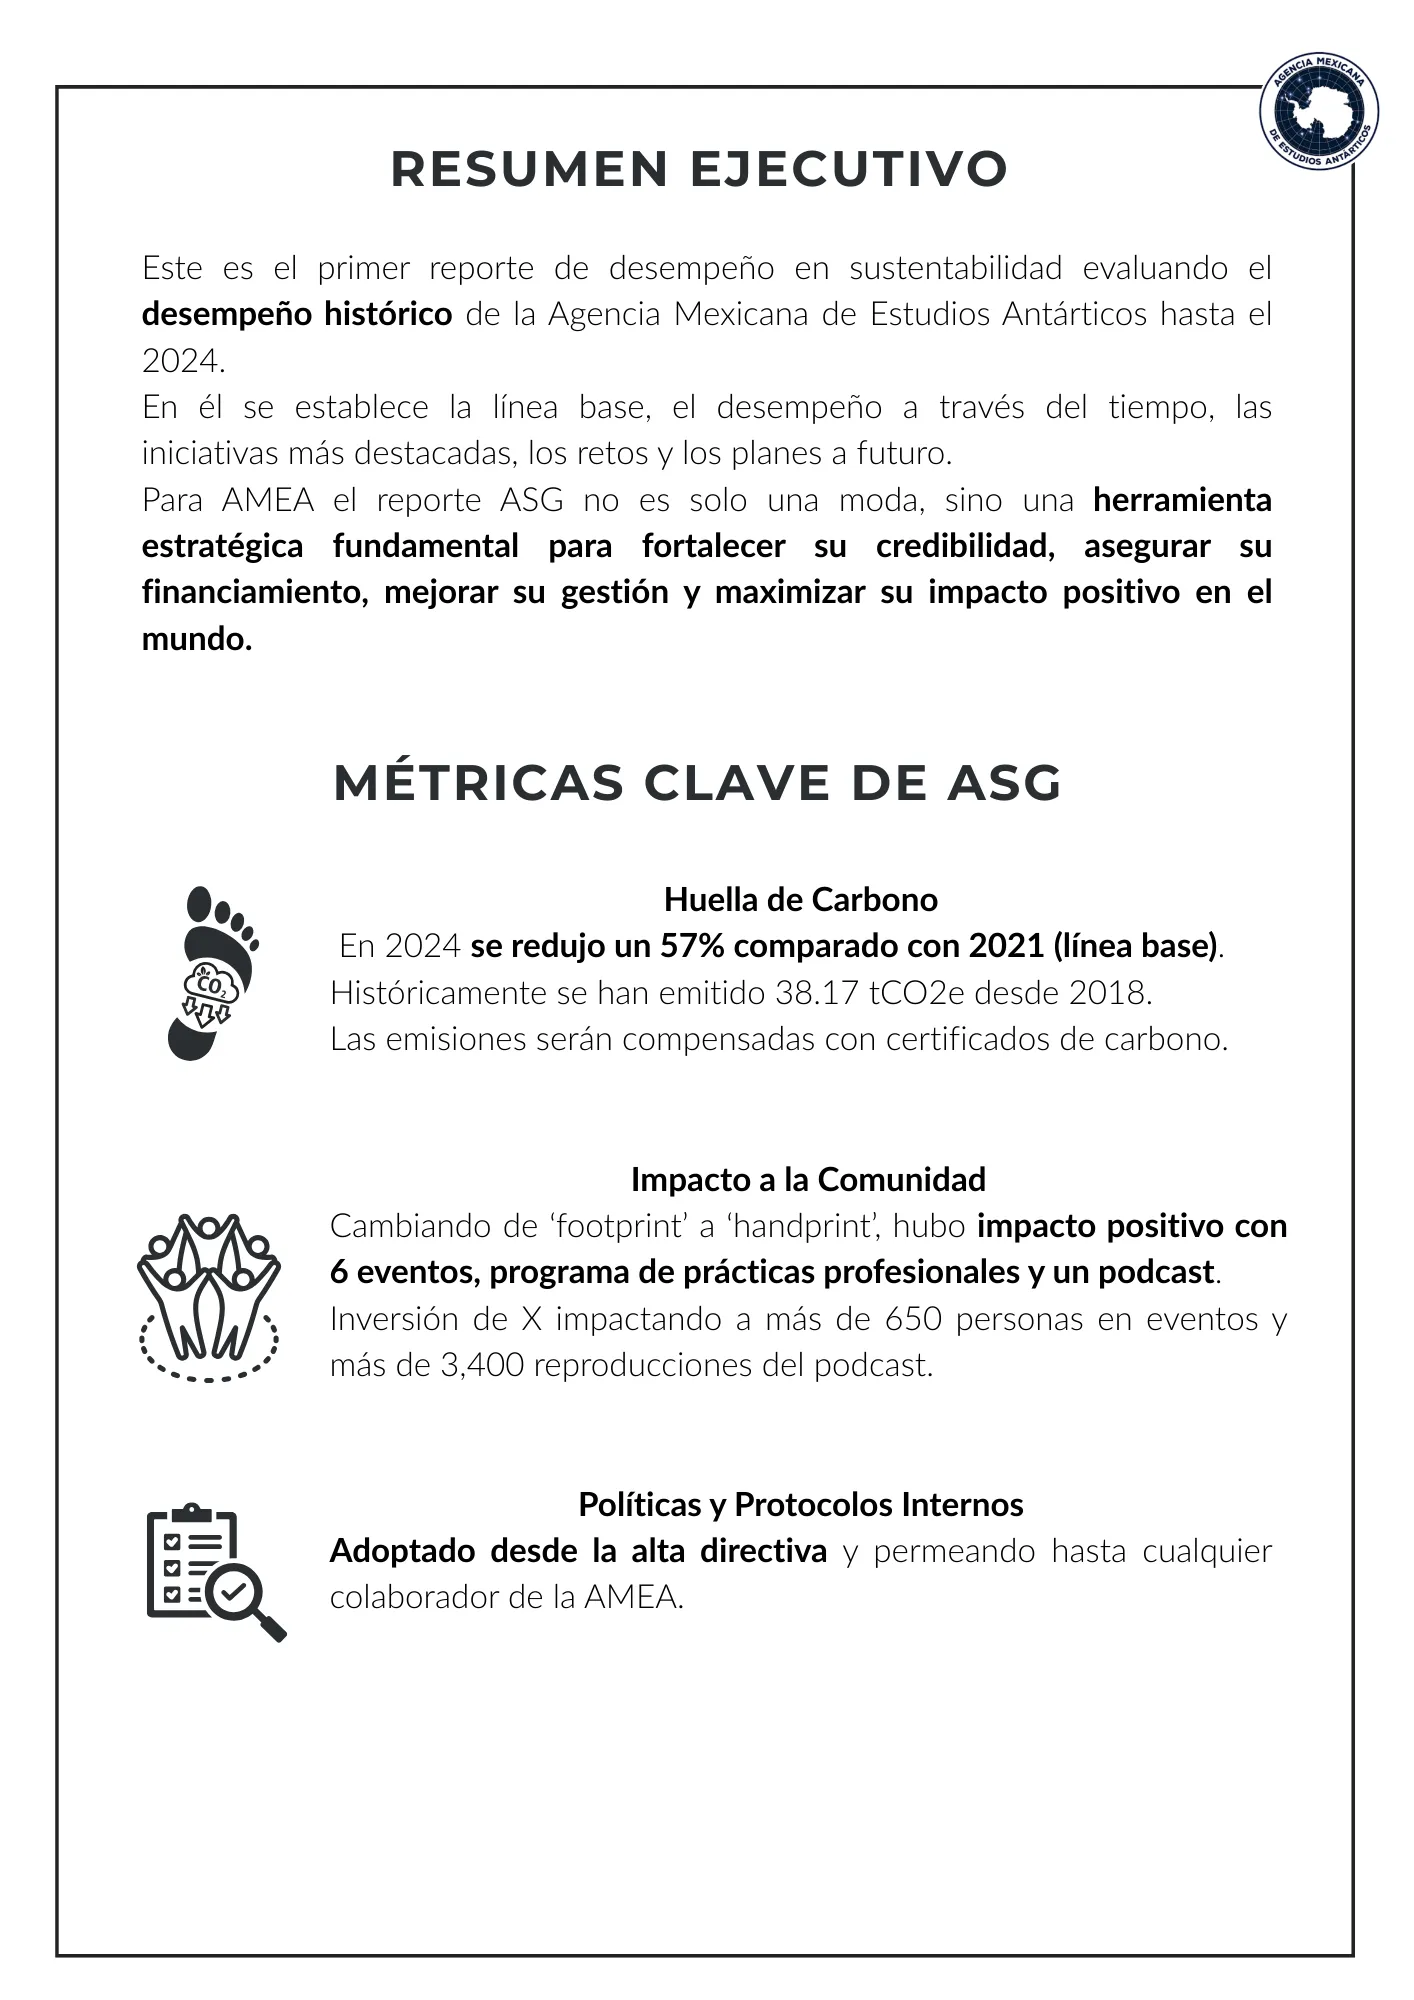 AGENCIA MEXICANA
DE ESTUDIOS ANTÁRTICOS
RESUMEN EJECUTIVO
Este es el primer reporte de desempeño en sustentabilidad evaluando el
desempeño histórico de la Agencia Mexicana de Estudios Antárticos hasta el
2024.
En él se establece la línea base, el desempeño a través del tiempo, las
iniciativas más destacadas, los retos y los planes a futuro.
Para AMEA el reporte ASG no es solo una moda, sino una herramienta
estratégica fundamental para fortalecer su credibilidad, asegurar su
financiamiento, mejorar su gestión y maximizar su impacto positivo en el
mundo.
MÉTRICAS CLAVE DE ASG
Huella de Carbono
En 2024 se redujo un 57% comparado con 2021 (línea base).
Históricamente se han emitido 38.17 tCO2e desde 2018.
Las emisiones serán compensadas con certificados de carbono.
CO₂
Impacto a la Comunidad
Cambiando de ‘footprint’ a ‘handprint’, hubo impacto positivo con
6 eventos, programa de prácticas profesionales y un podcast.
Inversión de X impactando a más de 650 personas en eventos y
más de 3,400 reproducciones del podcast.
Políticas y Protocolos Internos
Adoptado desde la alta directiva y permeando hasta cualquier
colaborador de la AMEA.